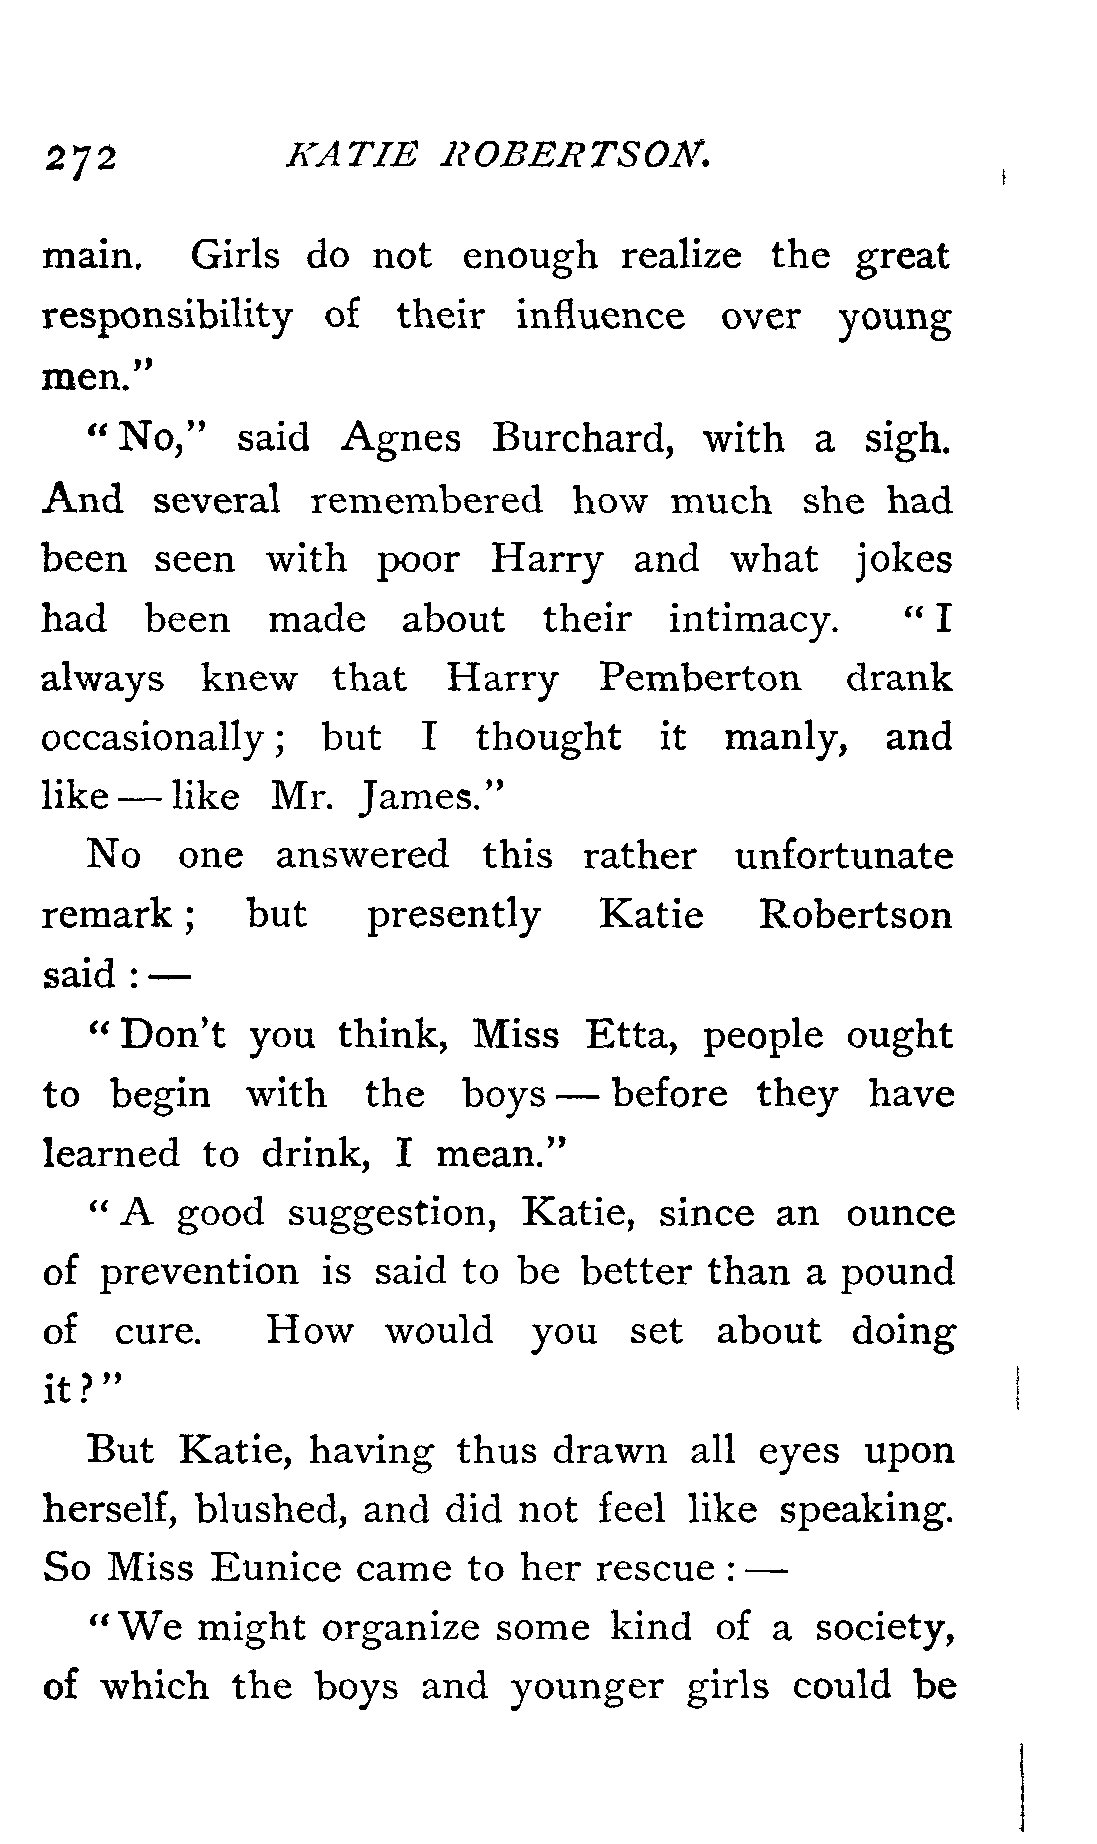 272 KATIE ROBERTSON.
main. Girls do not enough realize the great
responsibility of their influence over young
men."
"No," said Agnes Burchard, with a sigh.
And several remembered how much she had
been seen with poor Harry and what jokes
had been made about their intimacy. "I
always knew that Harry Pemberton drank
occasionally; but I thought it manly, and
like — like Mr. James."
No one answered this rather unfortunate
remark; but presently Katie Robertson
said: —
"Don't you think, Miss Etta, people ought
to begin with the boys — before they have
learned to drink, I mean."
"A good suggestion, Katie, since an ounce
of prevention is said to be better than a pound
of cure. How would you set about doing
it?"
But Katie, having thus drawn all eyes upon
herself, blushed, and did not feel like speaking.
So Miss Eunice came to her rescue: —
"We might organize some kind of a society,
of which the boys and younger girls could be